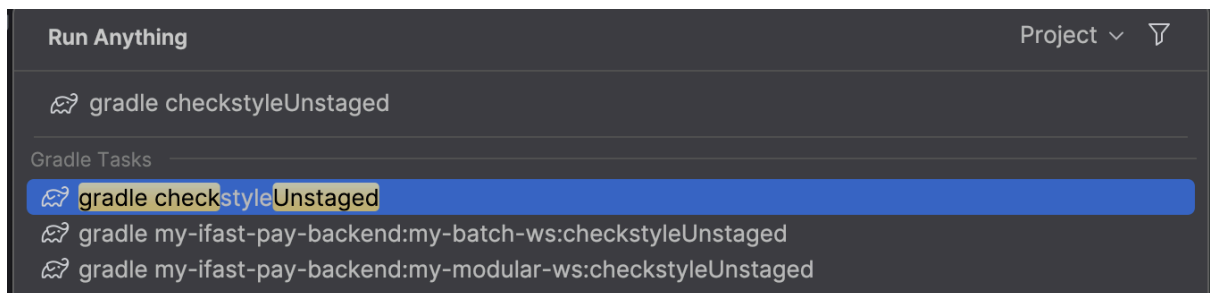 Run Anything
Project
gradle checkstyleUnstaged
Gradle Tasks
gradle checkstyleUnstaged
gradle my-ifast-pay-backend:my-batch-ws:checkstyleUnstaged
gradle my-ifast-pay-backend:my-modular-ws:checkstyleUnstaged